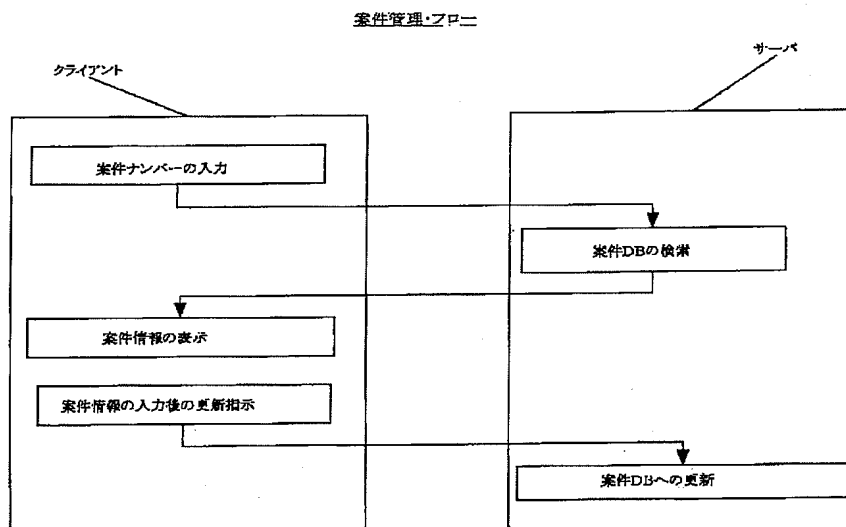 案件管理・フロー
クライアント
サーバ
案件ナンバーの入力
案件DBの検索
案件情報の表示
案件情報の入力後の更新指示
案件DBへの更新